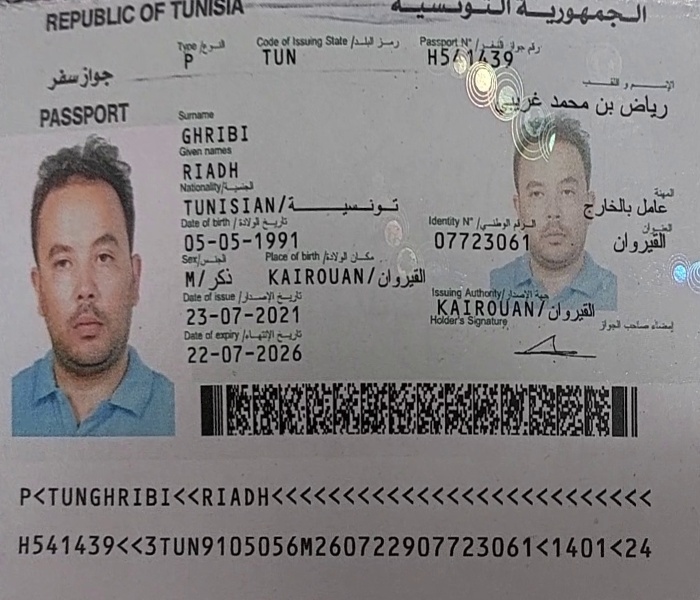 REPUBLIC OF TUNISIA الجمهورية التونسية
Type/النوع Code of Issuing State/رمز البلد Passport N°/رقم جواز السفر
P TUN H541439
جواز سفر
PASSPORT
الإسم و اللقب
رياض بن محمد غريبي
Surname
GHRIBI
Given names
RIADH
Nationality/الجنسية
TUNISIAN/تونسية
المهنة
عامل بالخارج
Date of birth/تاريخ الولادة Identity N°/الرقم الوطني العنوان
05-05-1991 07723061 القيروان
Sex/الجنس Place of birth/مكان الولادة
M/ذكر KAIROUAN/القيروان
Date of issue/تاريخ الإصدار Issuing Authority/جهة الإصدار
23-07-2021 KAIROUAN/القيروان
Date of expiry/تاريخ الإنتهاء Holder's Signature إمضاء صاحب الجواز
22-07-2026
P<TUNGHRIBI<<RIADH<<<<<<<<<<<<<<<<<<<<<<<<<<
H541439<<3TUN9105056M260722907723061<1401<24